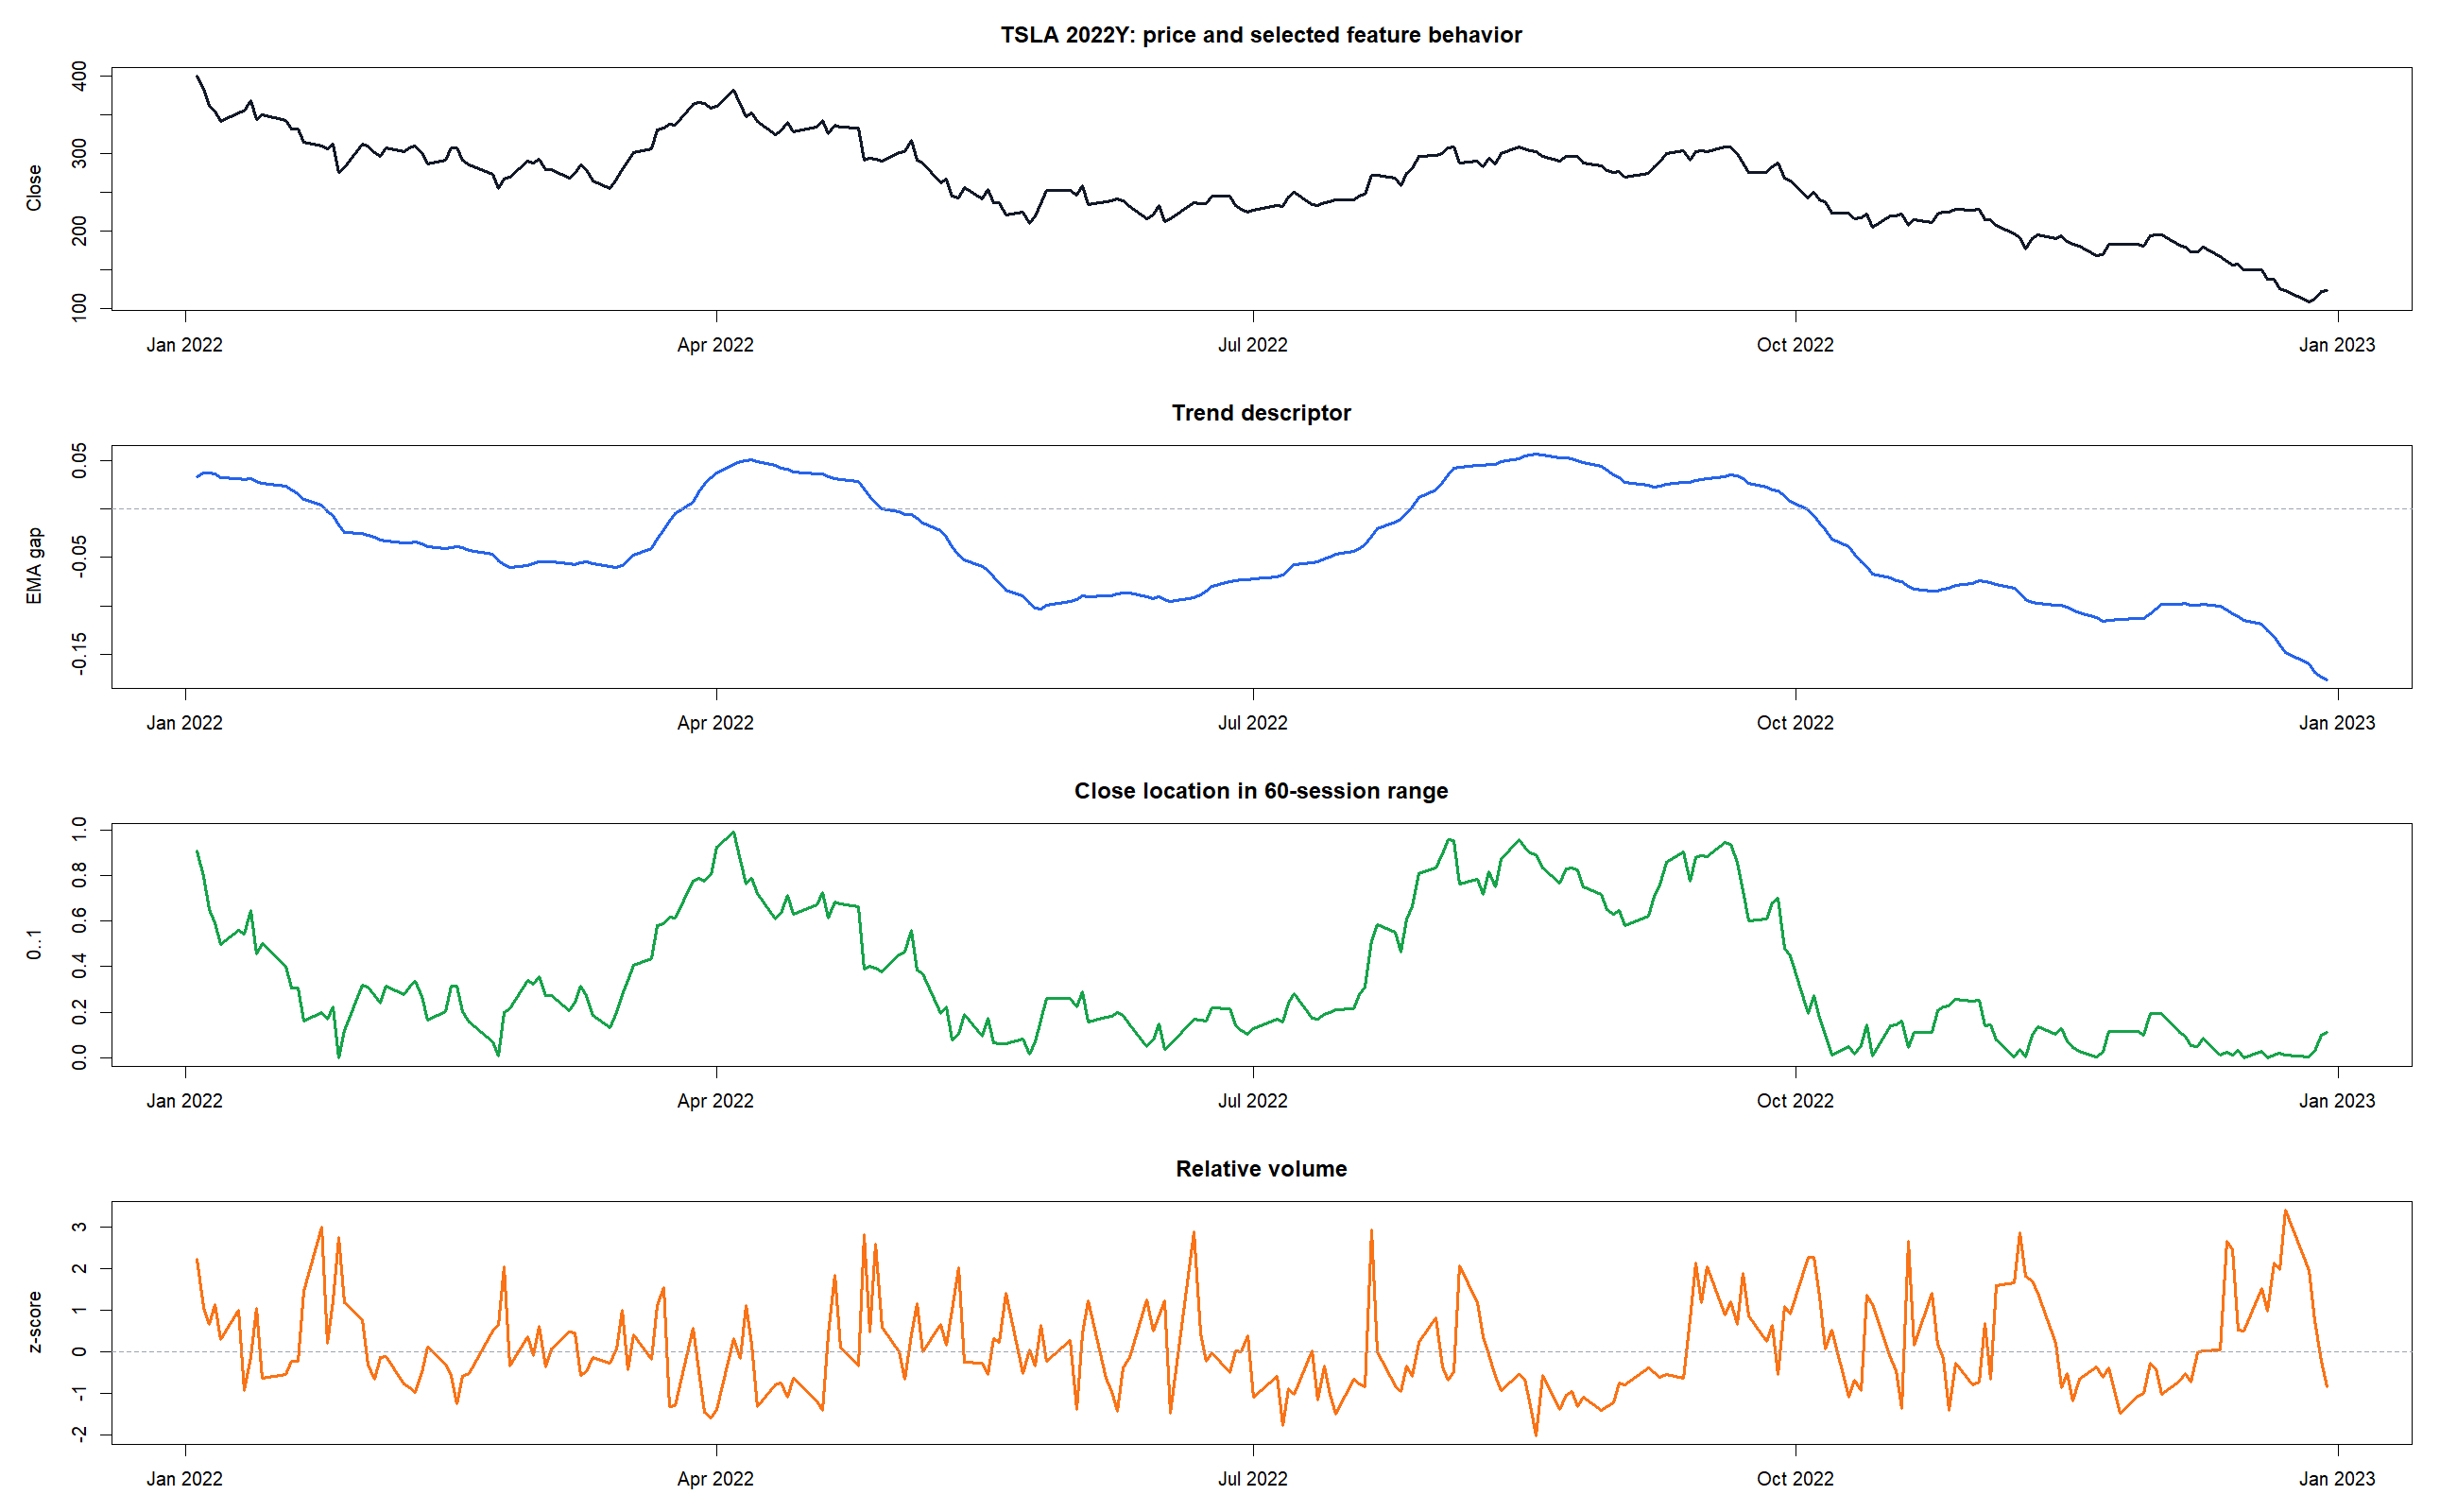 TSLA 2022Y: price and selected feature behavior
Close
400
300
200
100
Jan 2022 Apr 2022 Jul 2022 Oct 2022 Jan 2023
Trend descriptor
EMA gap
0.05
-0.05
-0.15
Jan 2022 Apr 2022 Jul 2022 Oct 2022 Jan 2023
Close location in 60-session range
0..1
1.0
0.8
0.6
0.4
0.2
0.0
Jan 2022 Apr 2022 Jul 2022 Oct 2022 Jan 2023
Relative volume
z-score
3
2
1
0
-1
-2
Jan 2022 Apr 2022 Jul 2022 Oct 2022 Jan 2023